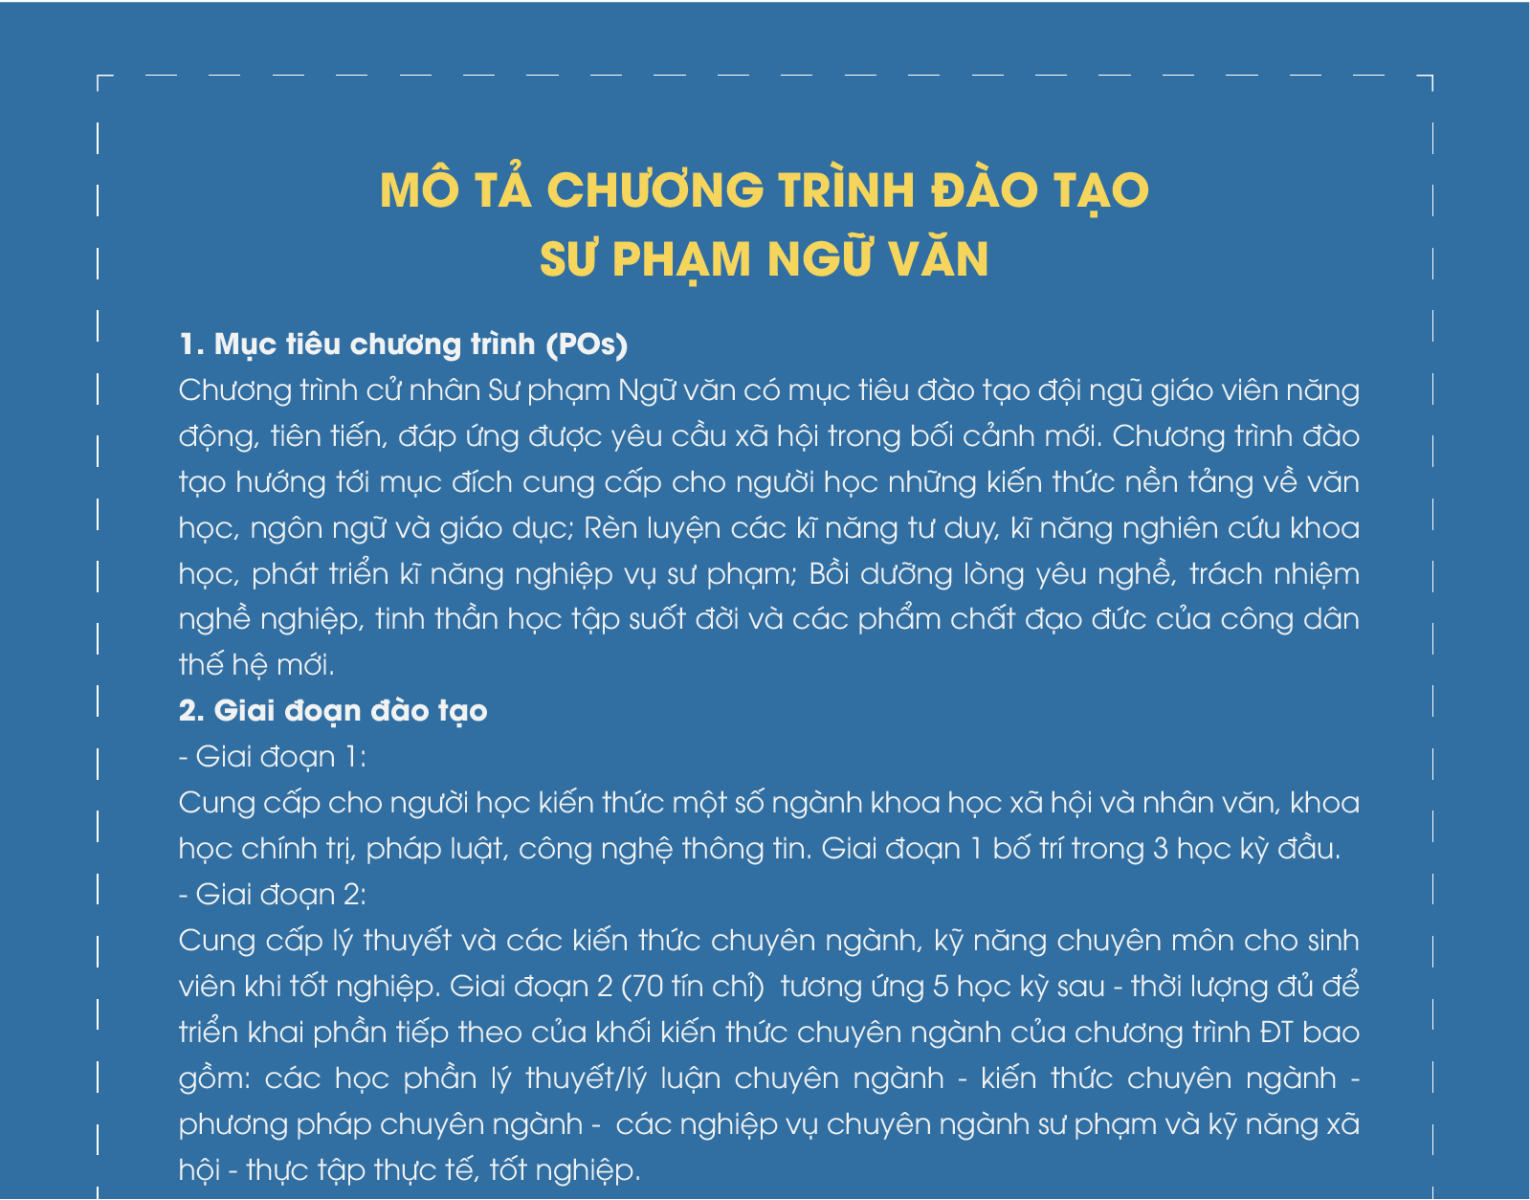 MÔ TẢ CHƯƠNG TRÌNH ĐÀO TẠO
SƯ PHẠM NGỮ VĂN
1. Mục tiêu chương trình (POs)
Chương trình cử nhân Sư phạm Ngữ văn có mục tiêu đào tạo đội ngũ giáo viên năng
động, tiên tiến, đáp ứng được yêu cầu xã hội trong bối cảnh mới. Chương trình đào
tạo hướng tới mục đích cung cấp cho người học những kiến thức nền tảng về văn
học, ngôn ngữ và giáo dục; Rèn luyện các kĩ năng tư duy, kĩ năng nghiên cứu khoa
học, phát triển kĩ năng nghiệp vụ sư phạm; Bồi dưỡng lòng yêu nghề, trách nhiệm
nghề nghiệp, tinh thần học tập suốt đời và các phẩm chất đạo đức của công dân
thế hệ mới.
2. Giai đoạn đào tạo
- Giai đoạn 1:
Cung cấp cho người học kiến thức một số ngành khoa học xã hội và nhân văn, khoa
học chính trị, pháp luật, công nghệ thông tin. Giai đoạn 1 bố trí trong 3 học kỳ đầu.
- Giai đoạn 2:
Cung cấp lý thuyết và các kiến thức chuyên ngành, kỹ năng chuyên môn cho sinh
viên khi tốt nghiệp. Giai đoạn 2 (70 tín chỉ)  tương ứng 5 học kỳ sau - thời lượng đủ để
triển khai phần tiếp theo của khối kiến thức chuyên ngành của chương trình ĐT bao
gồm: các học phần lý thuyết/lý luận chuyên ngành - kiến thức chuyên ngành -
phương pháp chuyên ngành -  các nghiệp vụ chuyên ngành sư phạm và kỹ năng xã
hội - thực tập thực tế, tốt nghiệp.